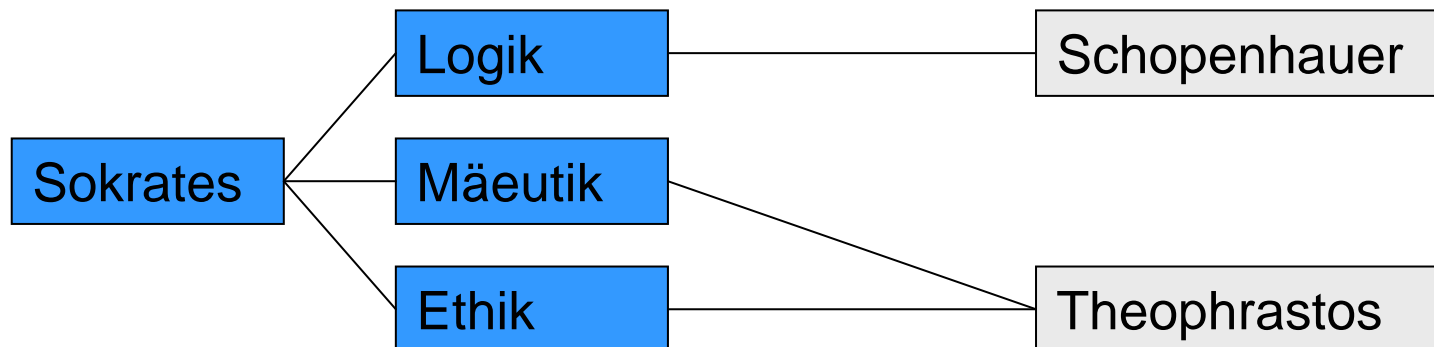 Logik
Schopenhauer
Sokrates
Mäeutik
Ethik
Theophrastos